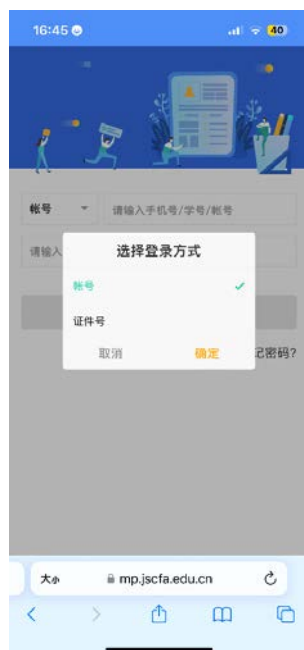 16:45
40
帐号
请输入手机号/学号/帐号
请输入
选择登录方式
帐号
证件号
取消
确定
记密码?
大小
mp.jscfa.edu.cn